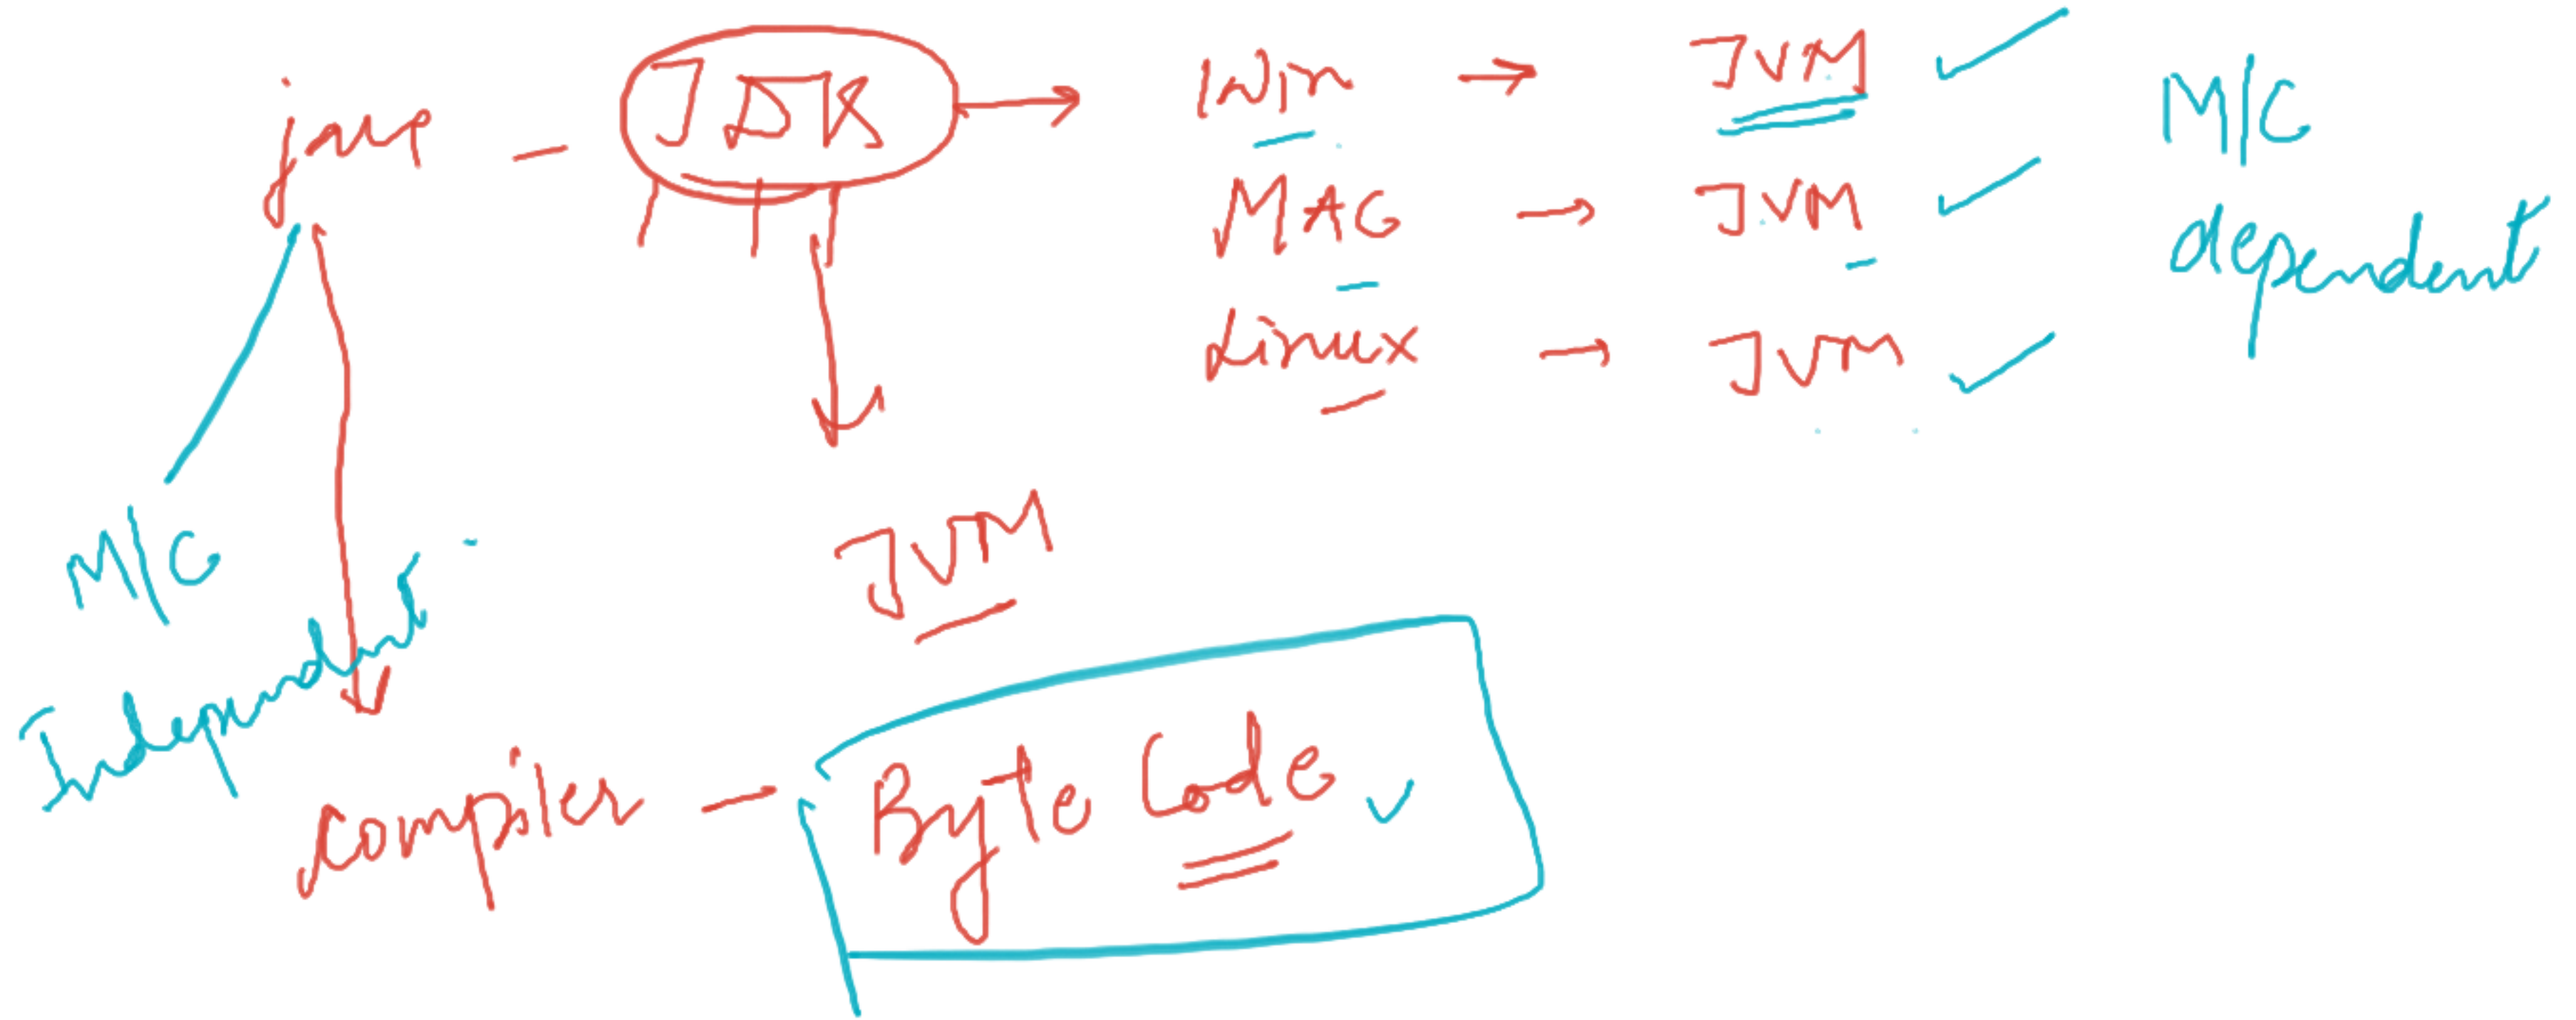 java - JDK → Win → JVM ✓
M/C
dependent
MAC → JVM ✓
Linux → JVM ✓
M/C
Independent
JVM
compiler - Byte Code ✓